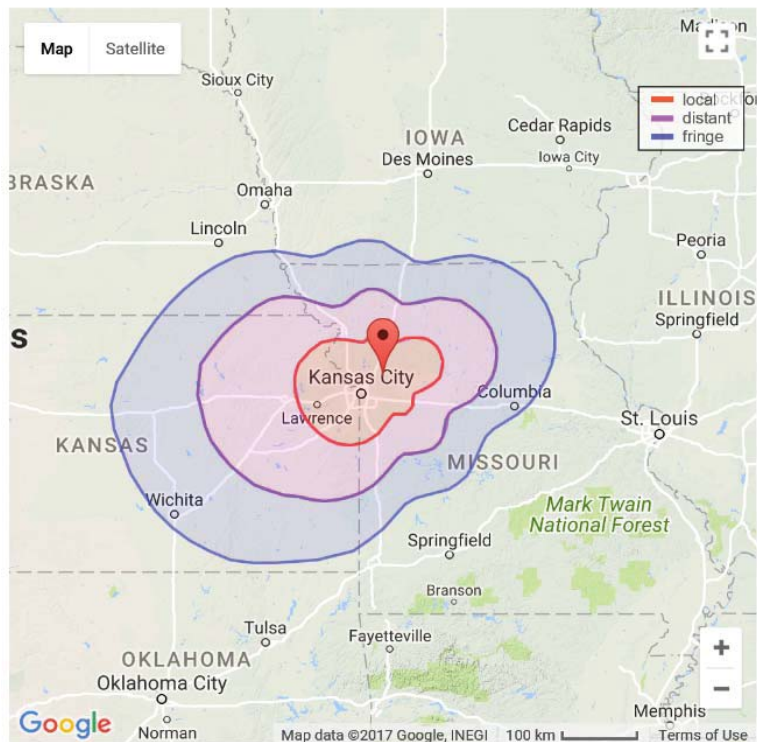 Map Satellite
Madison
Sioux City
local
Rockfor
distant
fringe
Cedar Rapids
IOWA
Des Moines
Iowa City
BRASKA
Omaha
Lincoln
Peoria
ILLINOIS
Springfield
s
Kansas City
Columbia
Lawrence
St. Louis
KANSAS
MISSOURI
Wichita
Mark Twain
National Forest
Springfield
Branson
Tulsa
Fayetteville
OKLAHOMA
Oklahoma City
+
−
Memphis
Google
Norman
Map data ©2017 Google, INEGI 100 km Terms of Use